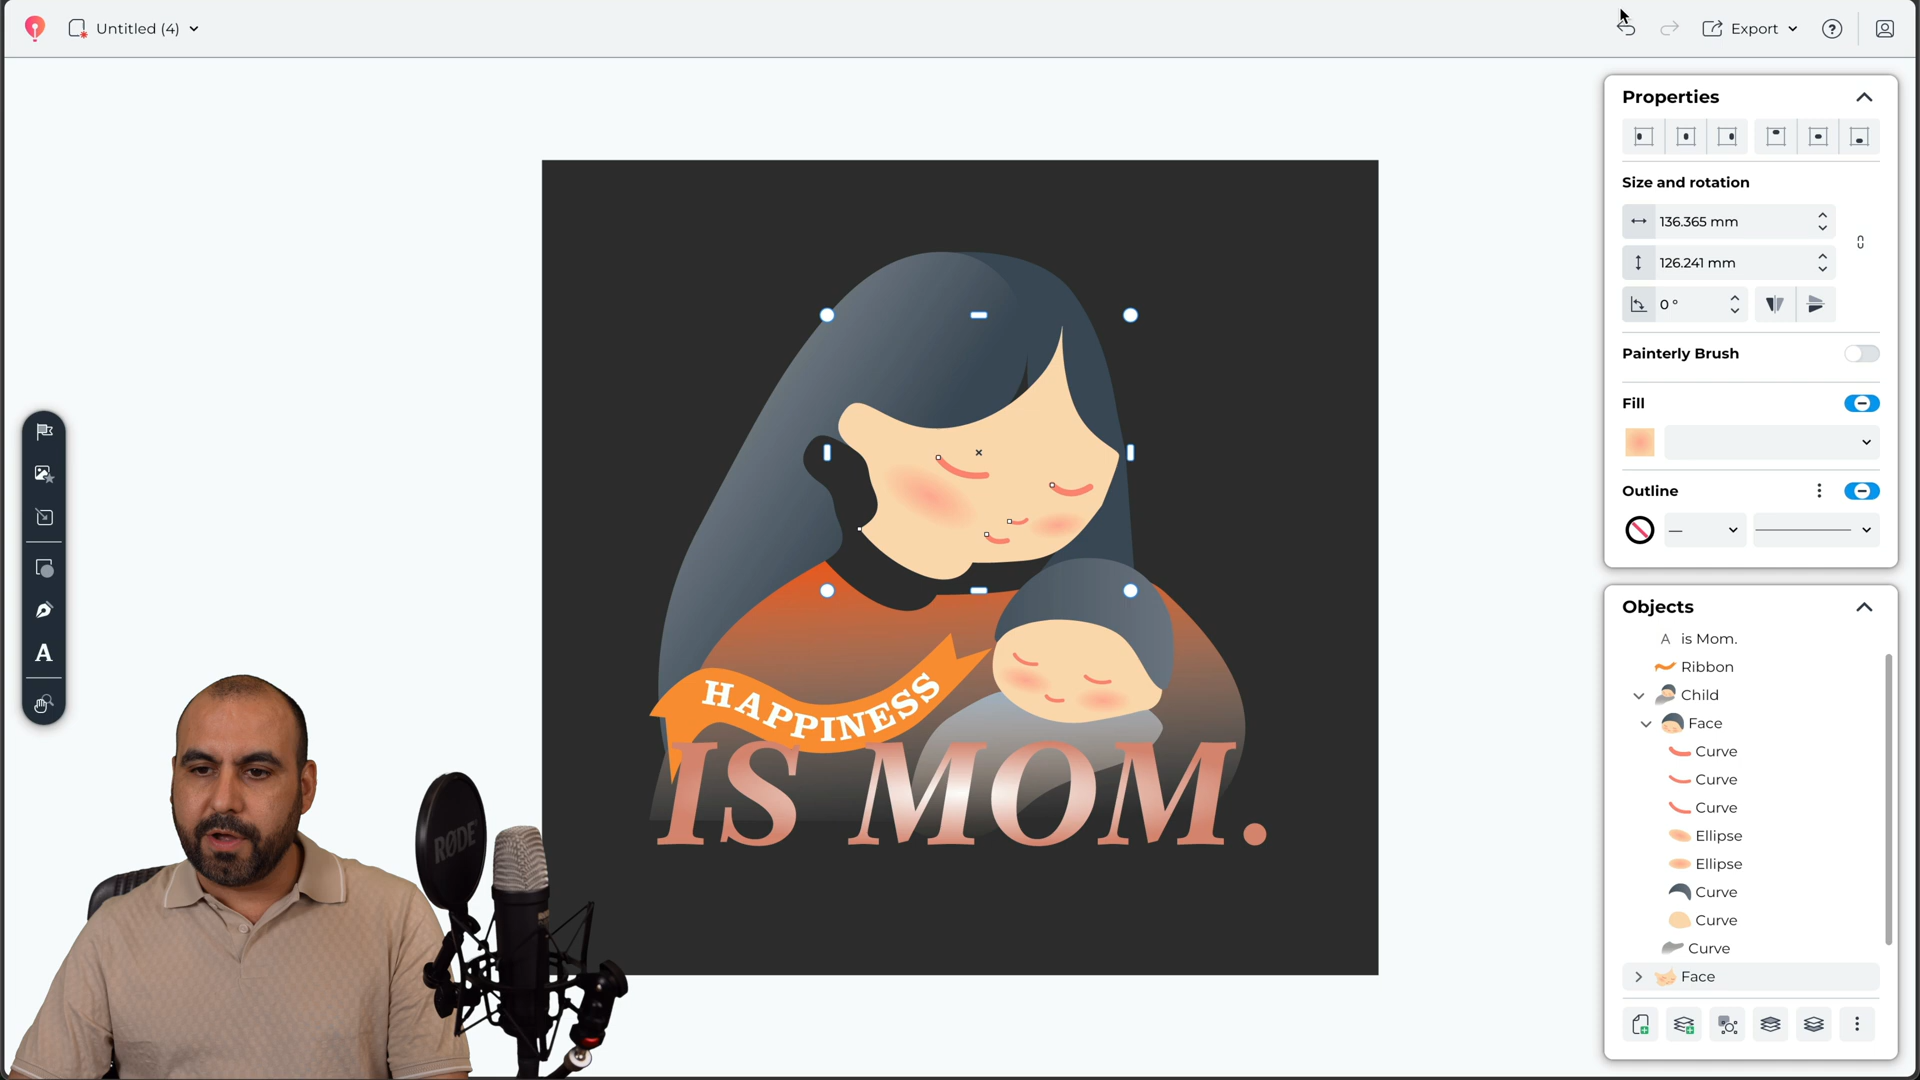 Untitled (4)
Export
Properties
Size and rotation
136.365 mm
126.241 mm
0 °
Painterly Brush
Fill
Outline
Objects
A is Mom.
Ribbon
Child
Face
Curve
Curve
Curve
Ellipse
Ellipse
Curve
Curve
Curve
Face
A
HAPPINESS
IS MOM.
RØDE